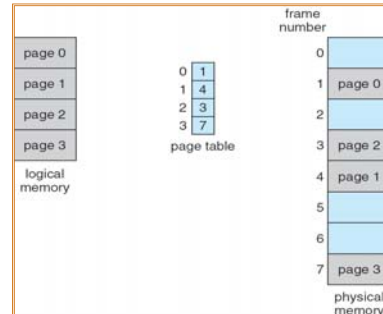 frame
number
page 0
page 1
page 2
page 3
logical
memory
0 1
1 4
2 3
3 7
page table
0
1 page 0
2
3 page 2
4 page 1
5
6
7 page 3
physical
memory